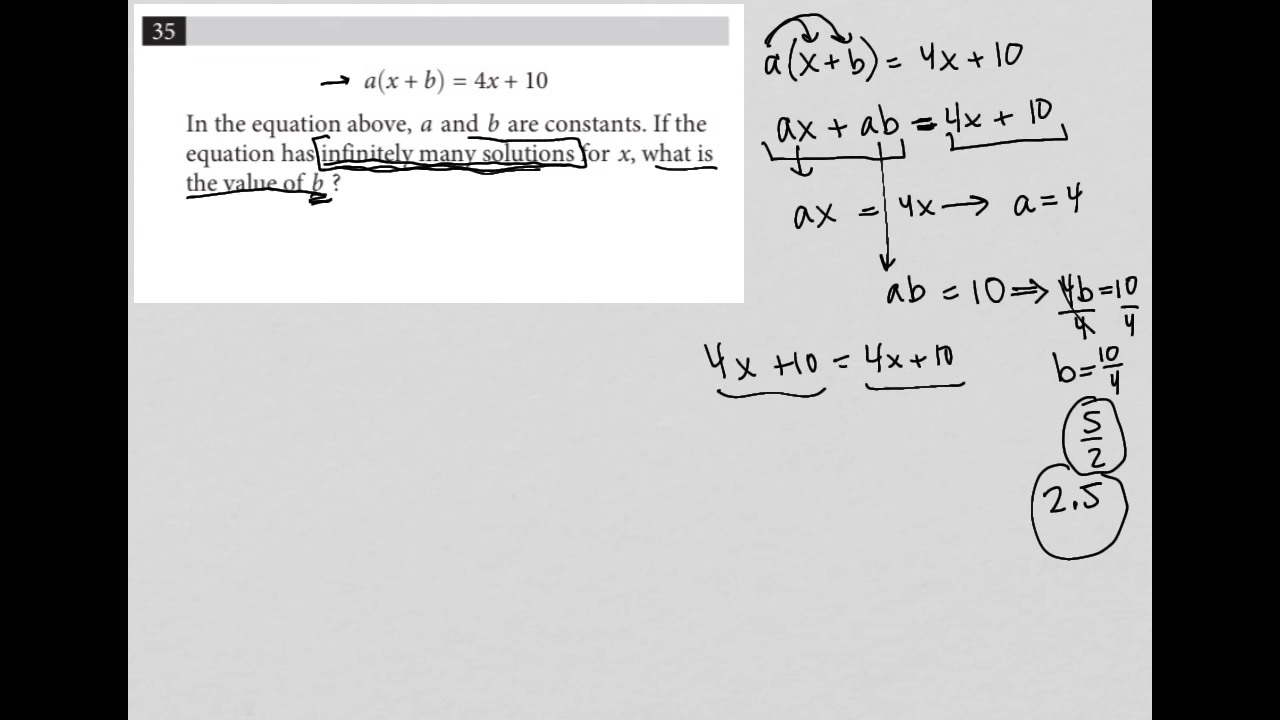 35
a(x + b) = 4x + 10
In the equation above, a and b are constants. If the
equation has infinitely many solutions for x, what is
the value of b ?
a(x+b) = 4x+10
ax + ab = 4x + 10
ax = 4x → a=4
ab = 10 ⇒ 4b/4 = 10/4
4x +10 = 4x+10
b = 10/4
5/2
2.5